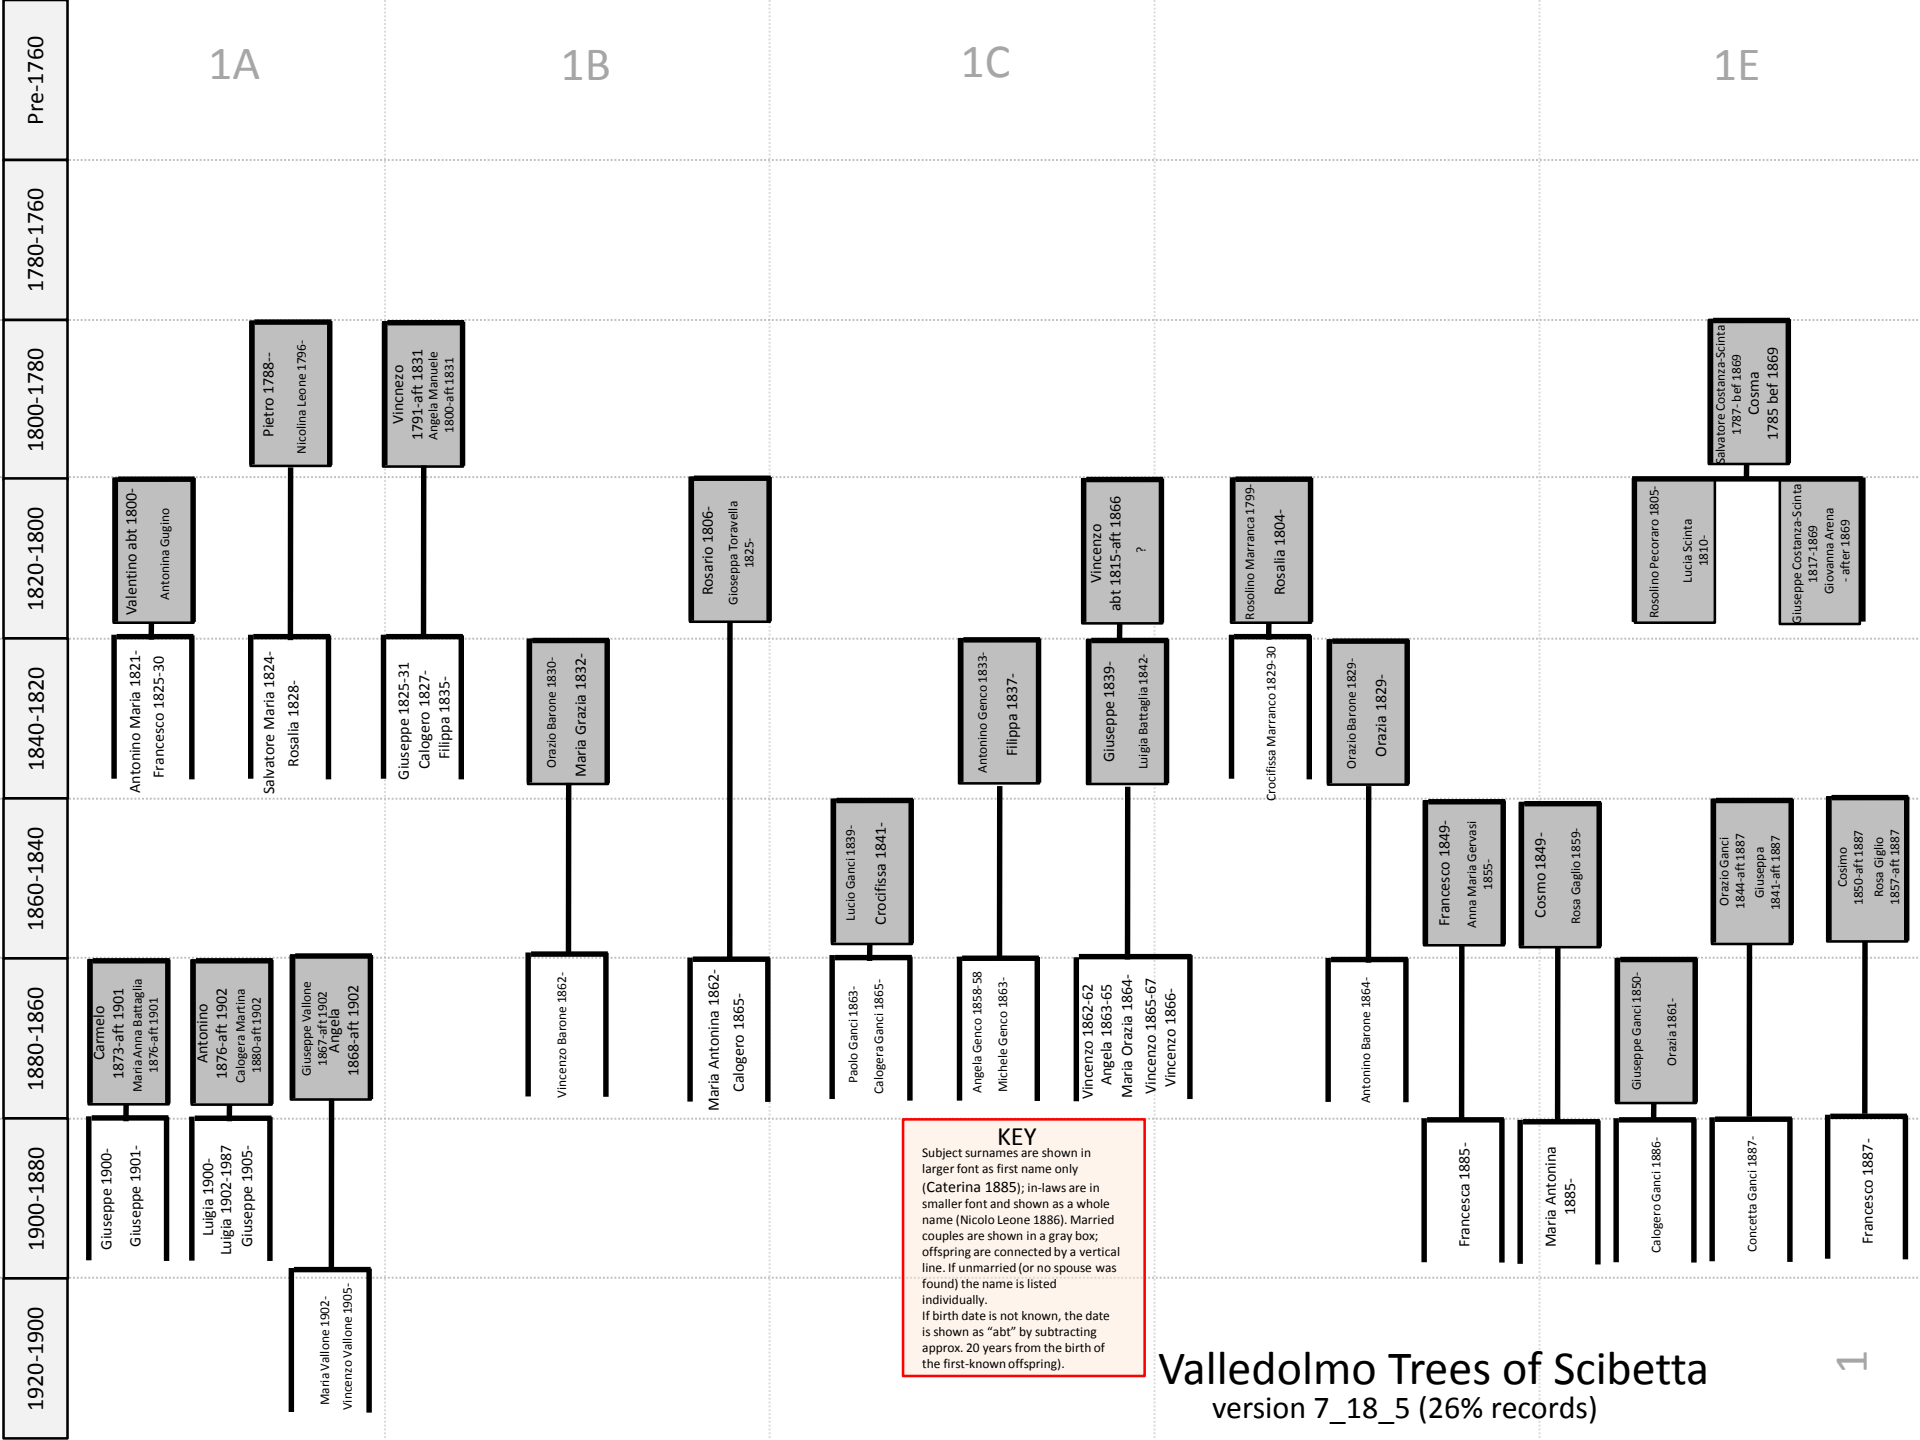 1A
1B
1C
1E
Pre-1760
1780-1760
1800-1780
1820-1800
1840-1820
1860-1840
1880-1860
1900-1880
1920-1900
Pietro 1788--
Nicolina Leone 1796-
Vincnezo
1791-aft 1831
Angela Manuele
1800-aft1831
Salvatore Costanza-Scinta
1787- bef 1869
Cosma
1785 bef 1869
Valentino abt 1800-
Antonina Gugino
Rosario 1806-
Gioseppa Toravella
1825-
Vincenzo
abt 1815-aft 1866
?
Rosolino Marranca 1799-
Rosalia 1804-
Rosolino Pecoraro 1805-
Lucia Scinta
1810-
Giuseppe Costanza-Scinta
1817-1869
Giovanna Arena
- after 1869
Antonino Maria 1821-
Francesco 1825-30
Salvatore Maria 1824-
Rosalia 1828-
Giuseppe 1825-31
Calogero 1827-
Filippa 1835-
Orazio Barone 1830-
Maria Grazia 1832-
Antonino Genco 1833-
Filippa 1837-
Giuseppe 1839-
Luigia Battaglia 1842-
Crocifissa Marranco 1829-30
Orazio Barone 1829-
Orazia 1829-
Lucio Ganci 1839-
Crocifissa 1841-
Francesco 1849-
Anna Maria Gervasi
1855-
Cosmo 1849-
Rosa Gaglio 1859-
Orazio Ganci
1844-aft 1887
Giuseppa
1841-aft 1887
Cosimo
1850-aft1887
Rosa Giglio
1857-aft 1887
Carmelo
1873-aft 1901
Maria Anna Battaglia
1876-aft1901
Antonino
1876-aft 1902
Calogera Martina
1880-aft 1902
Giuseppe Vallone
1867-aft1902
Angela
1868-aft 1902
Vincenzo Barone 1862-
Maria Antonina 1862-
Calogero 1865-
Paolo Ganci 1863-
Calogera Ganci 1865-
Angela Genco 1858-58
Michele Genco 1863-
Vincenzo 1862-62
Angela 1863-65
Maria Orazia 1864-
Vincenzo 1865-67
Vincenzo 1866-
Antonino Barone 1864-
Giuseppe Ganci 1850-
Orazia 1861-
Giuseppe 1900-
Giuseppe 1901-
Luigia 1900-
Luigia 1902-1987
Giuseppe 1905-
Francesca 1885-
Maria Antonina
1885-
Calogero Ganci 1886-
Concetta Ganci 1887-
Francesco 1887-
Maria Vallone 1902-
Vincenzo Vallone 1905-
KEY
Subject surnames are shown in
larger font as first name only
(Caterina 1885); in-laws are in
smaller font and shown as a whole
name (Nicolo Leone 1886). Married
couples are shown in a gray box;
offspring are connected by a vertical
line. If unmarried (or no spouse was
found) the name is listed
individually.
If birth date is not known, the date
is shown as “abt” by subtracting
approx. 20 years from the birth of
the first-known offspring).
Valledolmo Trees of Scibetta
version 7_18_5 (26% records)
1